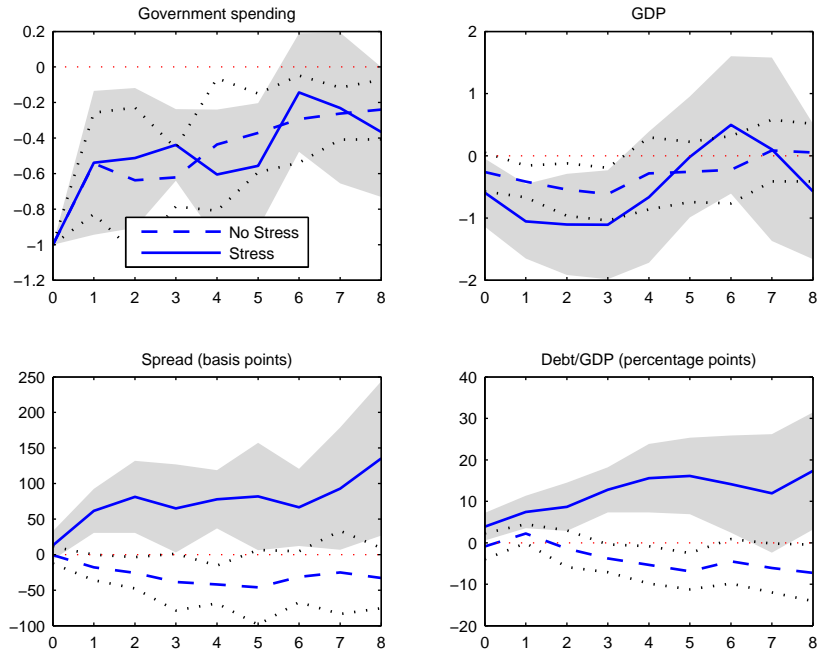 Government spending
0.2
0
−0.2
−0.4
−0.6
−0.8
−1
−1.2
0 1 2 3 4 5 6 7 8
No Stress
Stress
GDP
2
1
0
−1
−2
0 1 2 3 4 5 6 7 8
Spread (basis points)
250
200
150
100
50
0
−50
−100
0 1 2 3 4 5 6 7 8
Debt/GDP (percentage points)
40
30
20
10
0
−10
−20
0 1 2 3 4 5 6 7 8